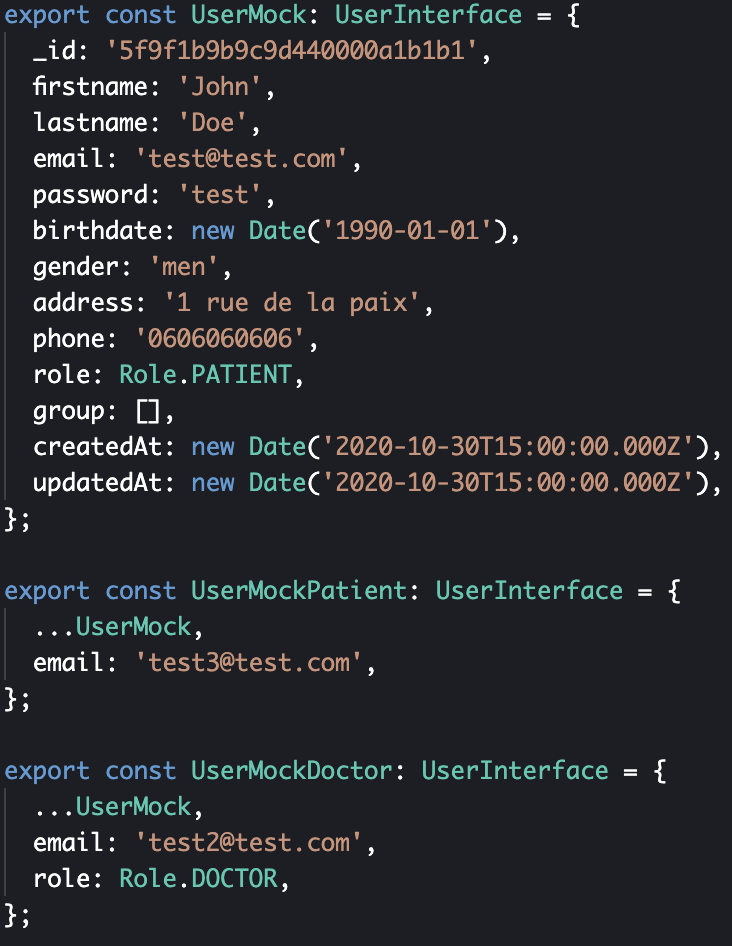 export const UserMock: UserInterface = {
  _id: '5f9f1b9b9c9d440000a1b1b1',
  firstname: 'John',
  lastname: 'Doe',
  email: 'test@test.com',
  password: 'test',
  birthdate: new Date('1990-01-01'),
  gender: 'men',
  address: '1 rue de la paix',
  phone: '0606060606',
  role: Role.PATIENT,
  group: [],
  createdAt: new Date('2020-10-30T15:00:00.000Z'),
  updatedAt: new Date('2020-10-30T15:00:00.000Z'),
};

export const UserMockPatient: UserInterface = {
  ...UserMock,
  email: 'test3@test.com',
};

export const UserMockDoctor: UserInterface = {
  ...UserMock,
  email: 'test2@test.com',
  role: Role.DOCTOR,
};